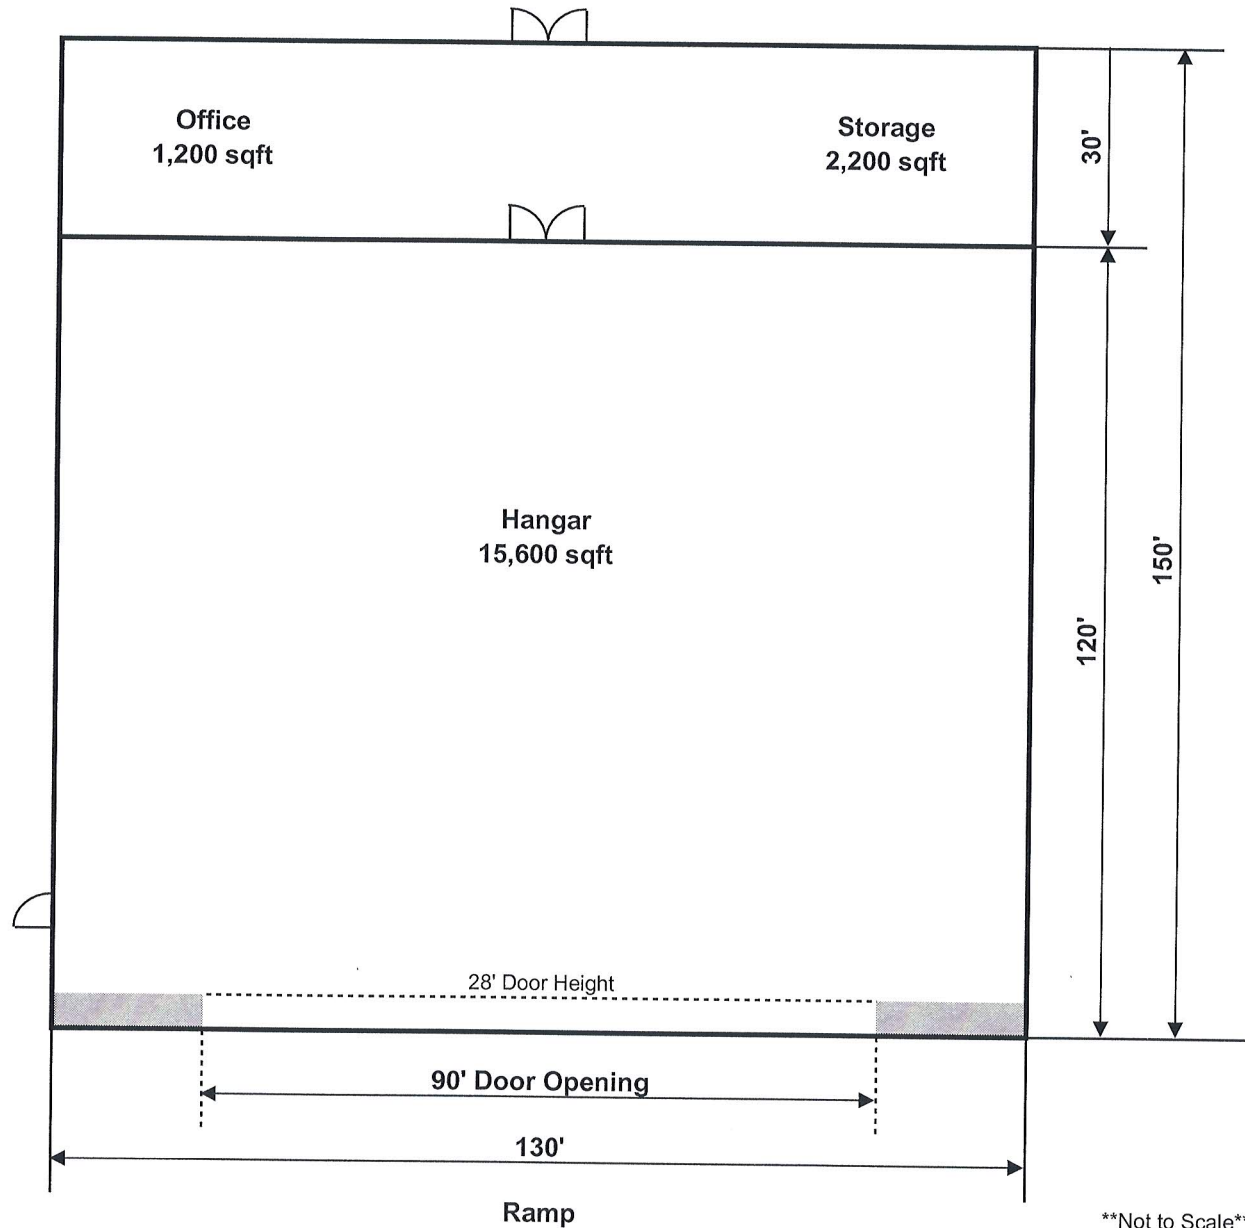 Office
1,200 sqft
Storage
2,200 sqft
30'
Hangar
15,600 sqft
150'
120'
28' Door Height
90' Door Opening
130'
Ramp
**Not to Scale**